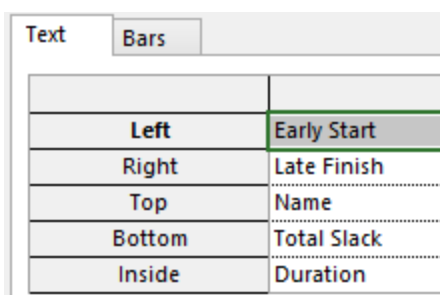 Text Bars
Left Early Start
Right Late Finish
Top Name
Bottom Total Slack
Inside Duration